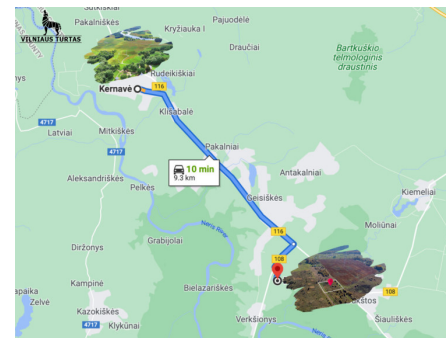 Pakalniškės
Kryžiauka I
Pajuodėlė
VILNIAUS TURTAS
Draučiai
Bartkuškio
telmologinis
draustinis
Rudeikiškiai
Kernavė
116
Klisabalė
4717
Latviai
Mitkiškės
Pakalniai
4717
10 min
9.3 km
Antakalniai
Aleksandriškės
Pelkės
Geisiškės
Kiemeliai
Neris River
116
Moliūnai
Grabijolai
Diržonys
108
Kampinė
Bielazariškės
108
Zelvė
Kazokiškės
Verkšionys
Šiauliškės
4717
Klykūnai